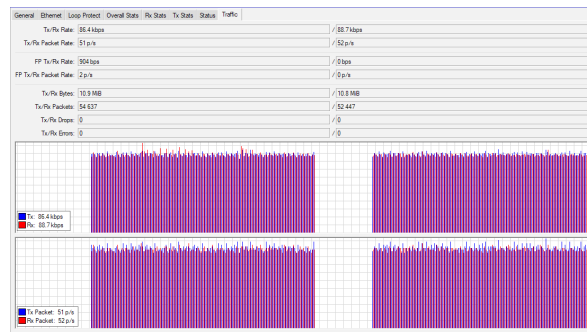 General Ethernet Loop Protect Overall Stats Rx Stats Tx Stats Status Traffic
Tx/Rx Rate: 86.4 kbps / 88.7 kbps
Tx/Rx Packet Rate: 51 p/s / 52 p/s
FP Tx/Rx Rate: 904 bps / 0 bps
FP Tx/Rx Packet Rate: 2 p/s / 0 p/s
Tx/Rx Bytes: 10.9 MiB / 10.8 MiB
Tx/Rx Packets: 54 637 / 52 447
Tx/Rx Drops: 0 / 0
Tx/Rx Errors: 0 / 0
Tx: 86.4 kbps
Rx: 88.7 kbps
Tx Packet: 51 p/s
Rx Packet: 52 p/s